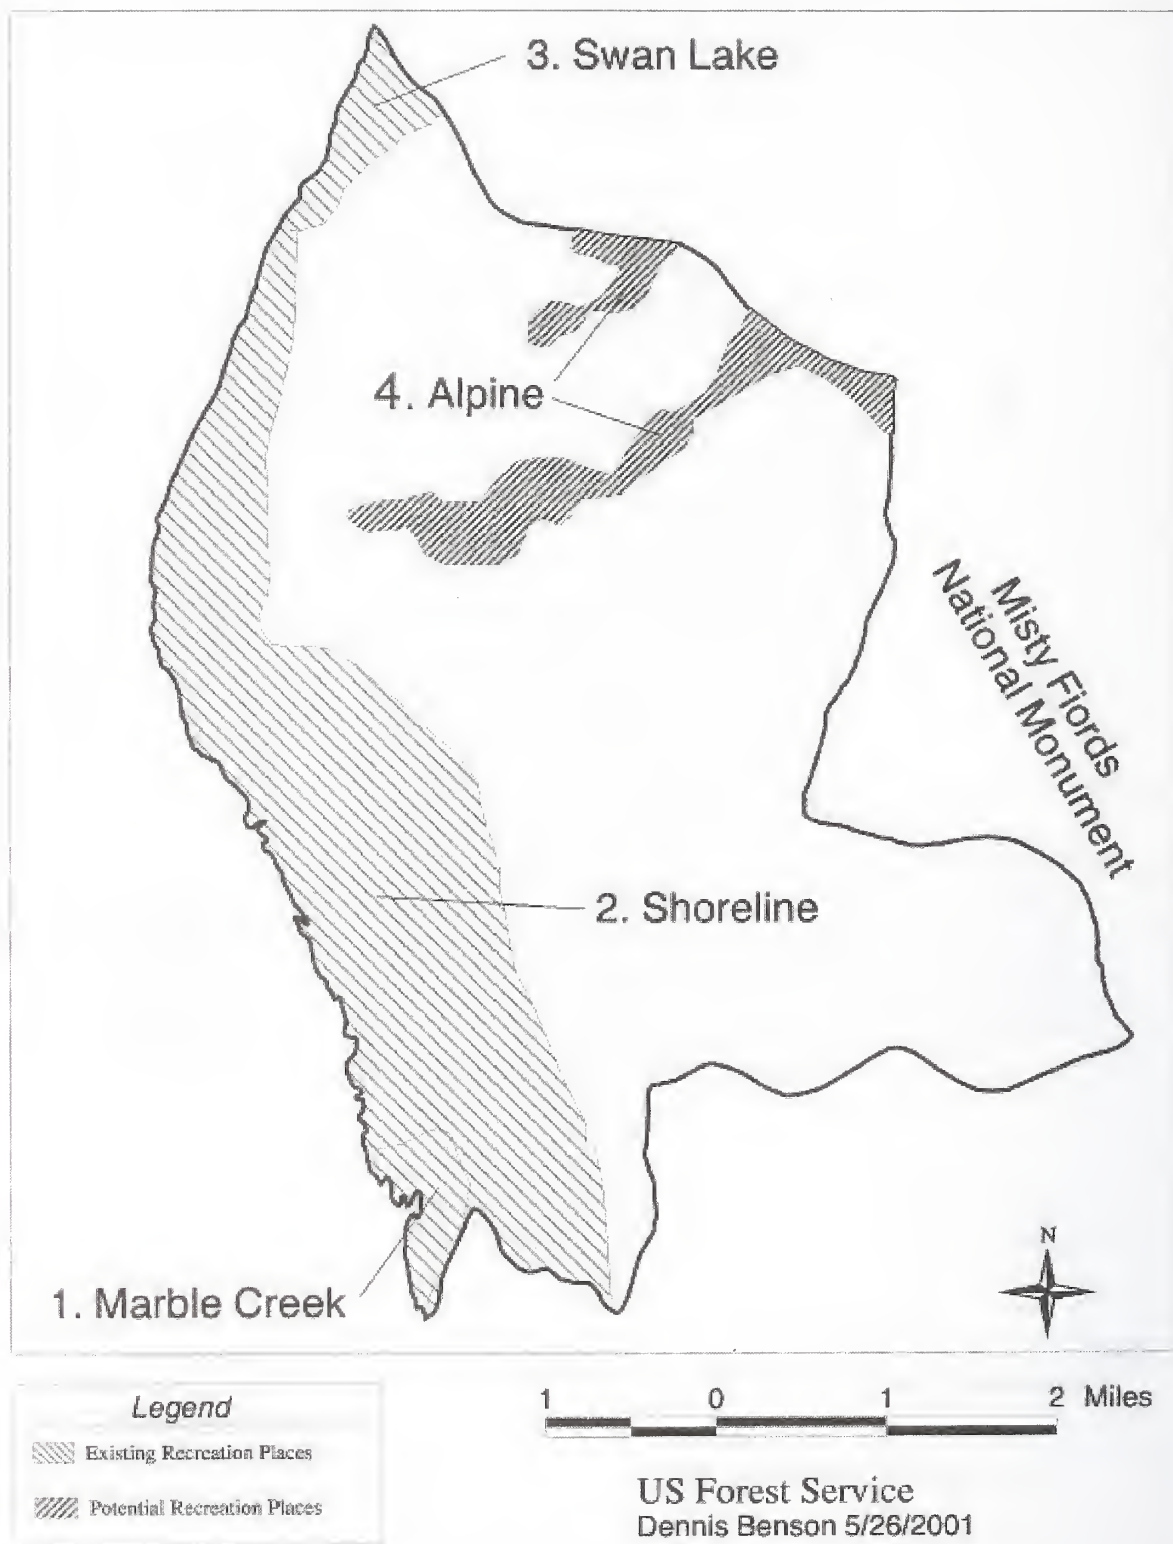 3. Swan Lake
4. Alpine
Misty Fiords
National Monument
2. Shoreline
1. Marble Creek
N
Legend
Existing Recreation Places
Potential Recreation Places
1 0 1 2 Miles
US Forest Service
Dennis Benson 5/26/2001